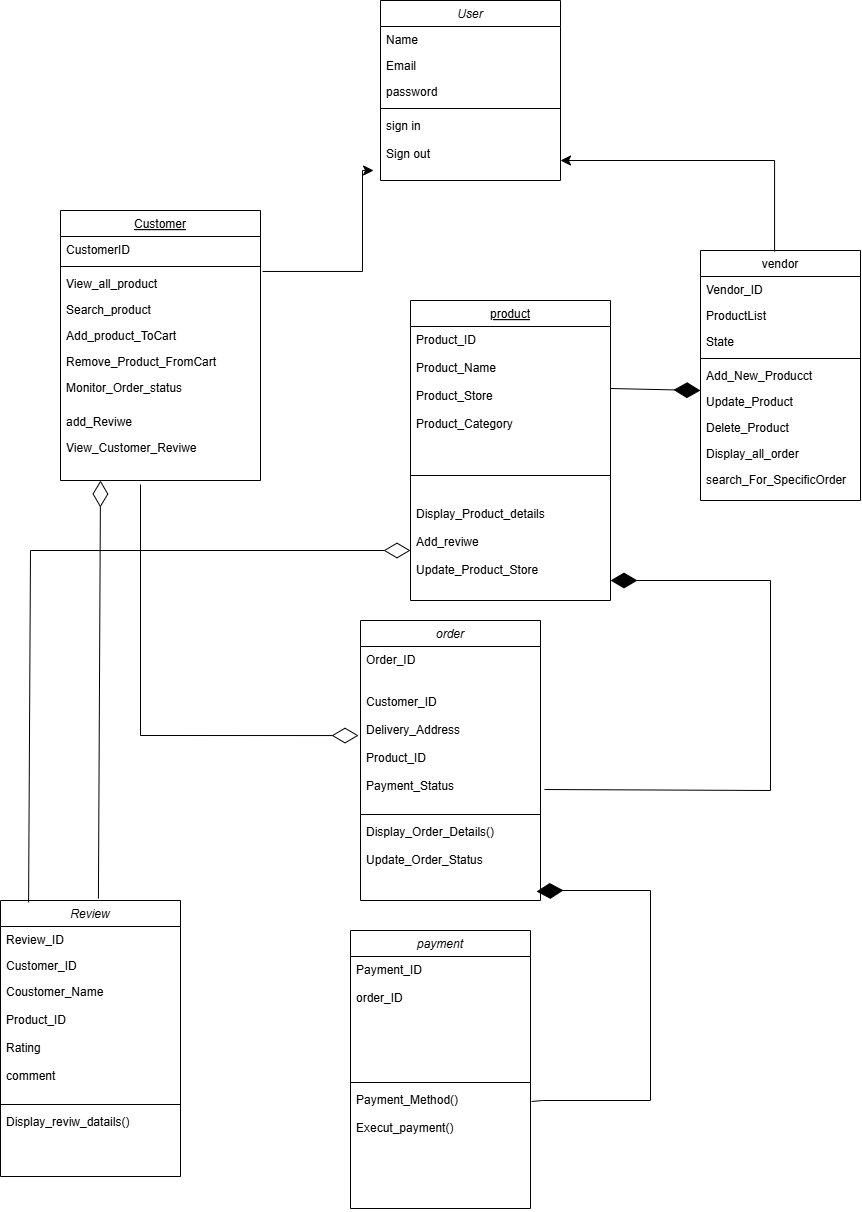 User
Name
Email
password
sign in
Sign out
Customer
CustomerID
View_all_product
Search_product
Add_product_ToCart
Remove_Product_FromCart
Monitor_Order_status
add_Reviwe
View_Customer_Reviwe
vendor
Vendor_ID
ProductList
State
Add_New_Producct
Update_Product
Delete_Product
Display_all_order
search_For_SpecificOrder
product
Product_ID
Product_Name
Product_Store
Product_Category
Display_Product_details
Add_reviwe
Update_Product_Store
order
Order_ID
Customer_ID
Delivery_Address
Product_ID
Payment_Status
Display_Order_Details()
Update_Order_Status
Review
Review_ID
Customer_ID
Coustomer_Name
Product_ID
Rating
comment
Display_reviw_datails()
payment
Payment_ID
order_ID
Payment_Method()
Execut_payment()